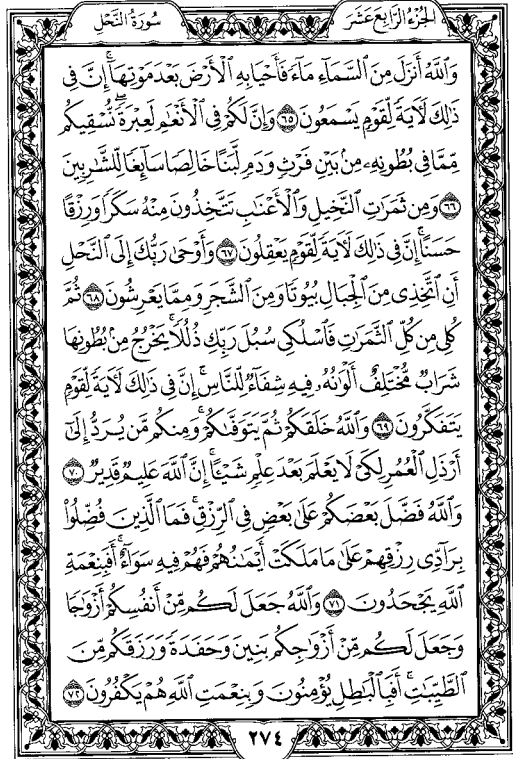 الجزء الرابع عشر
سورة النحل
وَٱللَّهُ أَنزَلَ مِنَ ٱلسَّمَآءِ مَآءً فَأَحْيَا بِهِ ٱلْأَرْضَ بَعْدَ مَوْتِهَآ ۚ إِنَّ فِى
ذَٰلِكَ لَـَٔايَةً لِّقَوْمٍ يَسْمَعُونَ ٦٥ وَإِنَّ لَكُمْ فِى ٱلْأَنْعَٰمِ لَعِبْرَةً ۖ نُّسْقِيكُم
مِّمَّا فِى بُطُونِهِۦ مِنۢ بَيْنِ فَرْثٍ وَدَمٍ لَّبَنًا خَالِصًا سَآئِغًا لِّلشَّٰرِبِينَ
٦٦ وَمِن ثَمَرَٰتِ ٱلنَّخِيلِ وَٱلْأَعْنَٰبِ تَتَّخِذُونَ مِنْهُ سَكَرًا وَرِزْقًا
حَسَنًا ۗ إِنَّ فِى ذَٰلِكَ لَـَٔايَةً لِّقَوْمٍ يَعْقِلُونَ ٦٧ وَأَوْحَىٰ رَبُّكَ إِلَى ٱلنَّحْلِ
أَنِ ٱتَّخِذِى مِنَ ٱلْجِبَالِ بُيُوتًا وَمِنَ ٱلشَّجَرِ وَمِمَّا يَعْرِشُونَ ٦٨ ثُمَّ
كُلِى مِن كُلِّ ٱلثَّمَرَٰتِ فَٱسْلُكِى سُبُلَ رَبِّكِ ذُلُلًا ۚ يَخْرُجُ مِنۢ بُطُونِهَا
شَرَابٌ مُّخْتَلِفٌ أَلْوَٰنُهُۥ فِيهِ شِفَآءٌ لِّلنَّاسِ ۗ إِنَّ فِى ذَٰلِكَ لَـَٔايَةً لِّقَوْمٍ
يَتَفَكَّرُونَ ٦٩ وَٱللَّهُ خَلَقَكُمْ ثُمَّ يَتَوَفَّىٰكُمْ ۚ وَمِنكُم مَّن يُرَدُّ إِلَىٰٓ
أَرْذَلِ ٱلْعُمُرِ لِكَىْ لَا يَعْلَمَ بَعْدَ عِلْمٍ شَيْـًٔا ۚ إِنَّ ٱللَّهَ عَلِيمٌ قَدِيرٌ ٧٠
وَٱللَّهُ فَضَّلَ بَعْضَكُمْ عَلَىٰ بَعْضٍ فِى ٱلرِّزْقِ ۚ فَمَا ٱلَّذِينَ فُضِّلُوا۟
بِرَآدِّى رِزْقِهِمْ عَلَىٰ مَا مَلَكَتْ أَيْمَٰنُهُمْ فَهُمْ فِيهِ سَوَآءٌ ۚ أَفَبِنِعْمَةِ
ٱللَّهِ يَجْحَدُونَ ٧١ وَٱللَّهُ جَعَلَ لَكُم مِّنْ أَنفُسِكُمْ أَزْوَٰجًا
وَجَعَلَ لَكُم مِّنْ أَزْوَٰجِكُم بَنِينَ وَحَفَدَةً وَرَزَقَكُم مِّنَ
ٱلطَّيِّبَٰتِ ۚ أَفَبِٱلْبَٰطِلِ يُؤْمِنُونَ وَبِنِعْمَتِ ٱللَّهِ هُمْ يَكْفُرُونَ ٧٢
٢٧٤